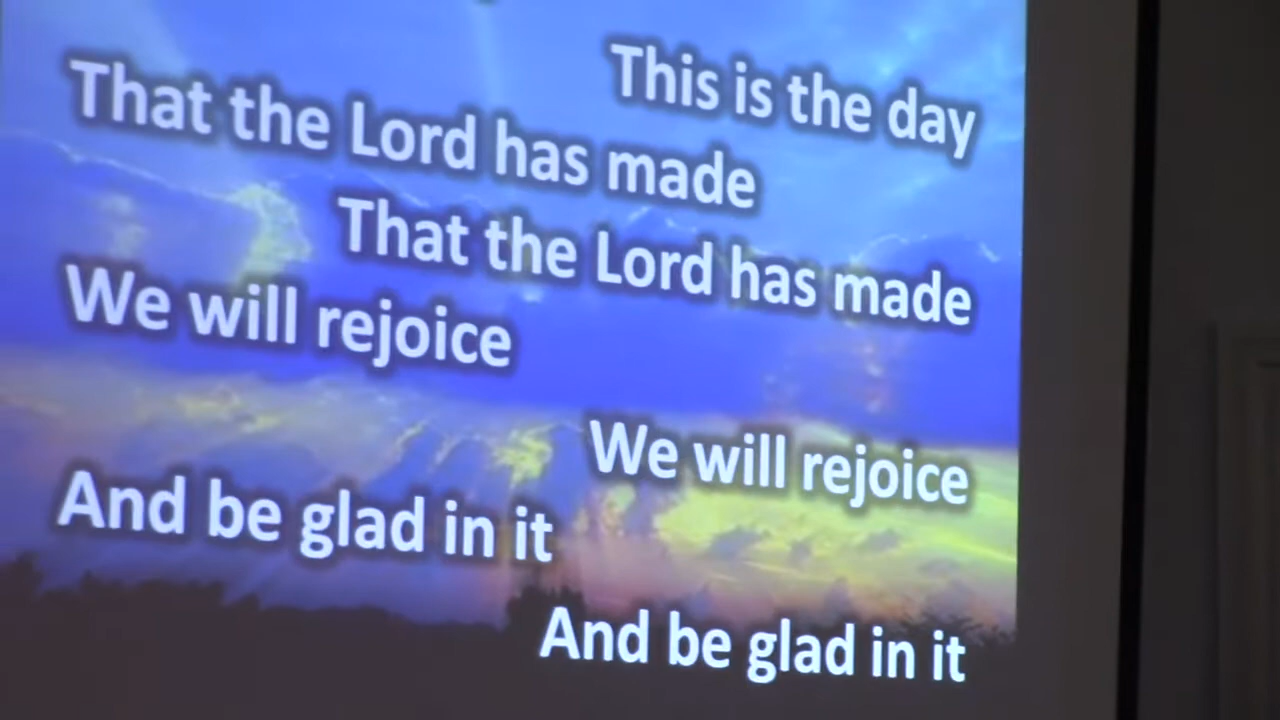 This is the day
That the Lord has made
That the Lord has made
We will rejoice
We will rejoice
And be glad in it
And be glad in it